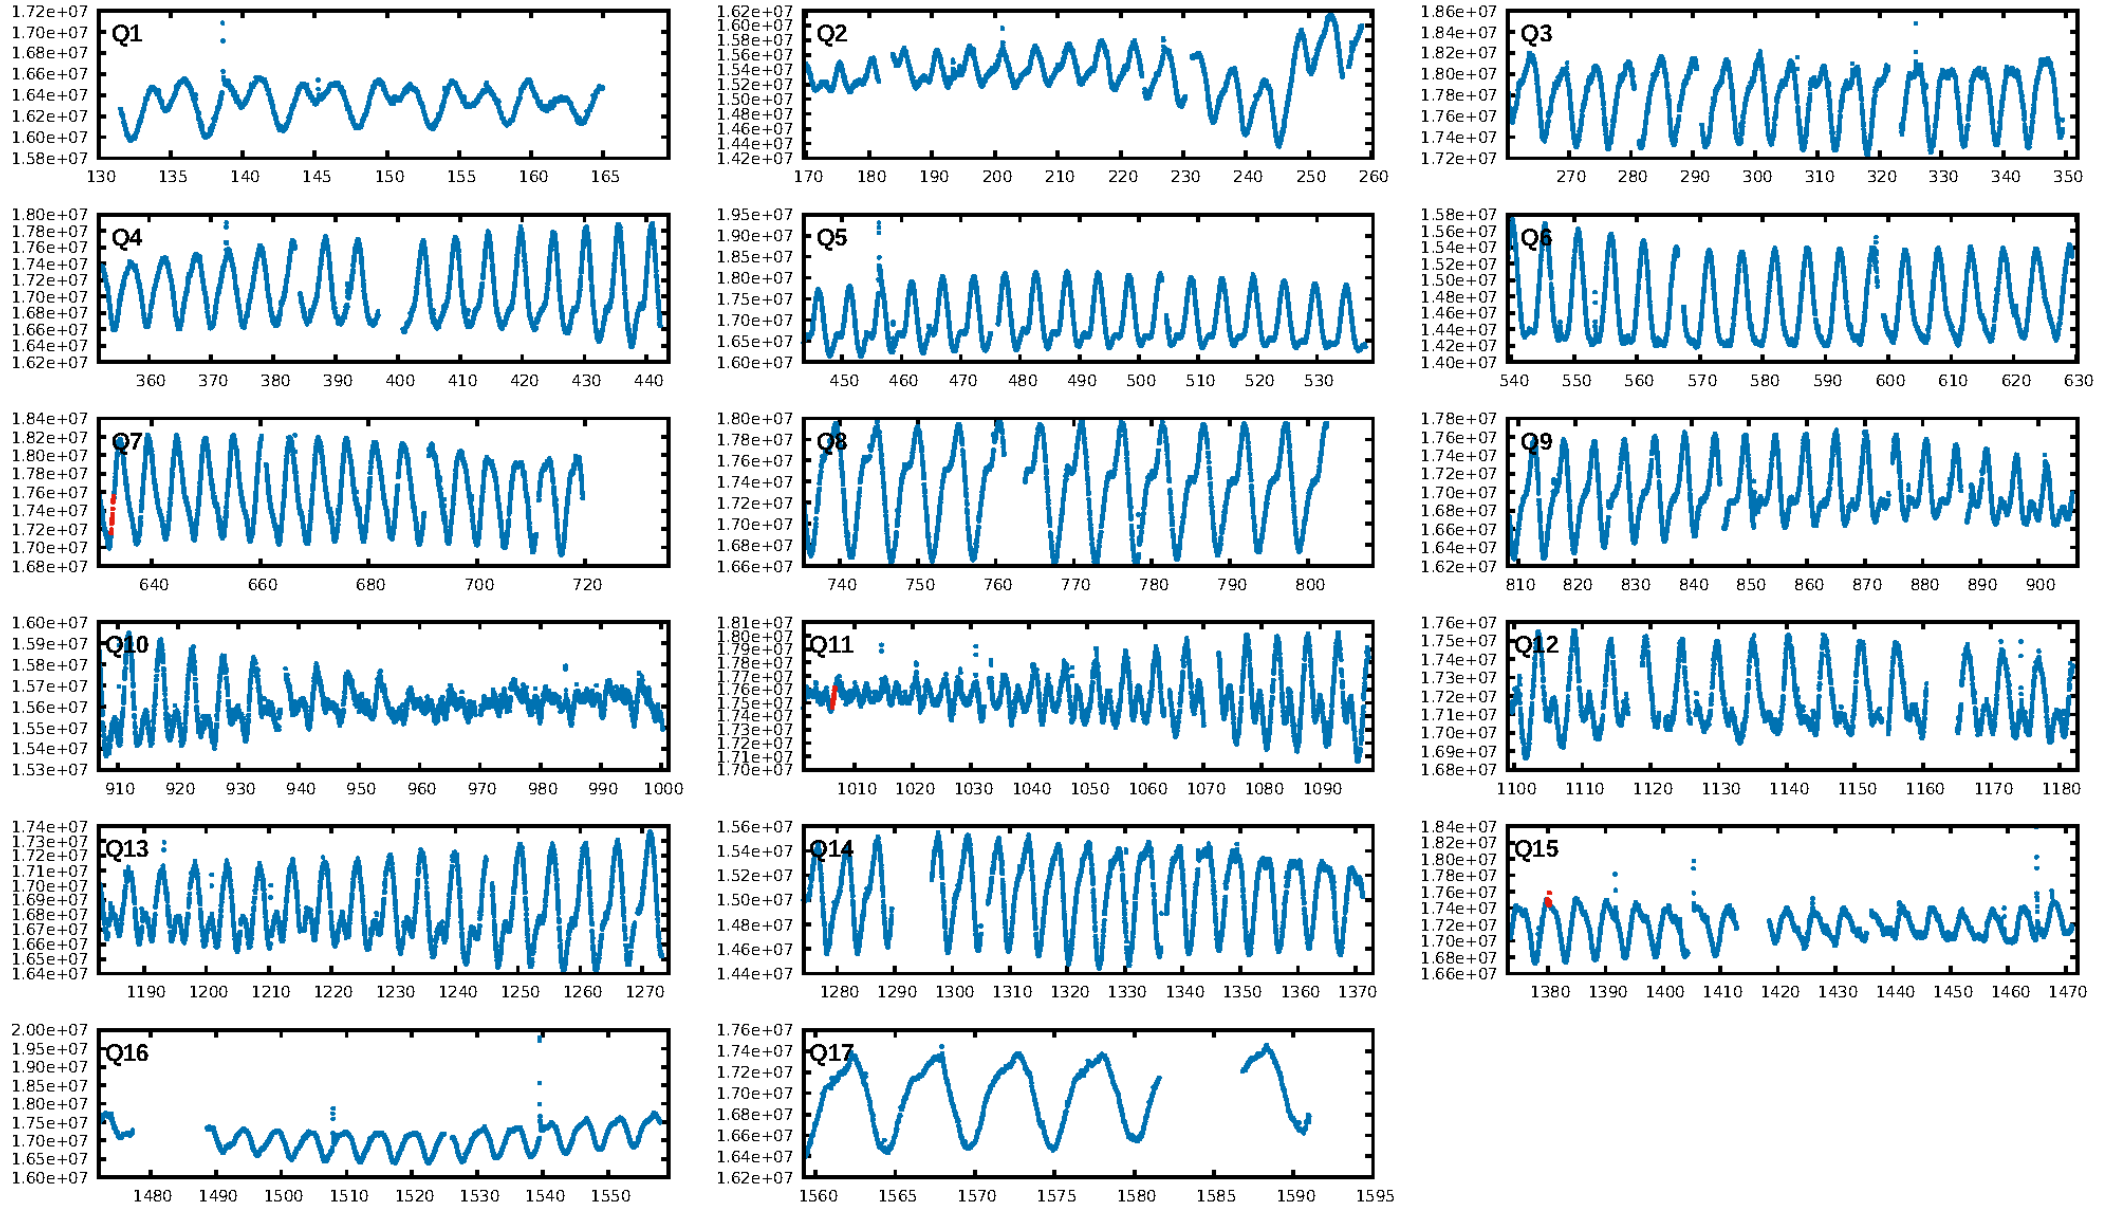 1.72e+07 1.70e+07 1.68e+07 1.66e+07 1.64e+07 1.62e+07 1.60e+07 1.58e+07
Q1
130 135 140 145 150 155 160 165
1.62e+07 1.60e+07 1.58e+07 1.56e+07 1.54e+07 1.52e+07 1.50e+07 1.48e+07 1.46e+07 1.44e+07 1.42e+07
Q2
170 180 190 200 210 220 230 240 250 260
1.86e+07 1.84e+07 1.82e+07 1.80e+07 1.78e+07 1.76e+07 1.74e+07 1.72e+07
Q3
270 280 290 300 310 320 330 340 350
1.80e+07 1.78e+07 1.76e+07 1.74e+07 1.72e+07 1.70e+07 1.68e+07 1.66e+07 1.64e+07 1.62e+07
Q4
360 370 380 390 400 410 420 430 440
1.95e+07 1.90e+07 1.85e+07 1.80e+07 1.75e+07 1.70e+07 1.65e+07 1.60e+07
Q5
450 460 470 480 490 500 510 520 530
1.58e+07 1.56e+07 1.54e+07 1.52e+07 1.50e+07 1.48e+07 1.46e+07 1.44e+07 1.42e+07 1.40e+07
Q6
540 550 560 570 580 590 600 610 620 630
1.84e+07 1.82e+07 1.80e+07 1.78e+07 1.76e+07 1.74e+07 1.72e+07 1.70e+07 1.68e+07
Q7
640 660 680 700 720
1.80e+07 1.78e+07 1.76e+07 1.74e+07 1.72e+07 1.70e+07 1.68e+07 1.66e+07
Q8
740 750 760 770 780 790 800
1.78e+07 1.76e+07 1.74e+07 1.72e+07 1.70e+07 1.68e+07 1.66e+07 1.64e+07 1.62e+07
Q9
810 820 830 840 850 860 870 880 890 900
1.60e+07 1.59e+07 1.58e+07 1.57e+07 1.56e+07 1.55e+07 1.54e+07 1.53e+07
Q10
910 920 930 940 950 960 970 980 990 1000
1.81e+07 1.80e+07 1.79e+07 1.78e+07 1.77e+07 1.76e+07 1.75e+07 1.74e+07 1.73e+07 1.72e+07 1.71e+07 1.70e+07
Q11
1010 1020 1030 1040 1050 1060 1070 1080 1090
1.76e+07 1.75e+07 1.74e+07 1.73e+07 1.72e+07 1.71e+07 1.70e+07 1.69e+07 1.68e+07
Q12
1100 1110 1120 1130 1140 1150 1160 1170 1180
1.74e+07 1.73e+07 1.72e+07 1.71e+07 1.70e+07 1.69e+07 1.68e+07 1.67e+07 1.66e+07 1.65e+07 1.64e+07
Q13
1190 1200 1210 1220 1230 1240 1250 1260 1270
1.56e+07 1.54e+07 1.52e+07 1.50e+07 1.48e+07 1.46e+07 1.44e+07
Q14
1280 1290 1300 1310 1320 1330 1340 1350 1360 1370
1.84e+07 1.82e+07 1.80e+07 1.78e+07 1.76e+07 1.74e+07 1.72e+07 1.70e+07 1.68e+07 1.66e+07
Q15
1380 1390 1400 1410 1420 1430 1440 1450 1460 1470
2.00e+07 1.95e+07 1.90e+07 1.85e+07 1.80e+07 1.75e+07 1.70e+07 1.65e+07 1.60e+07
Q16
1480 1490 1500 1510 1520 1530 1540 1550
1.76e+07 1.74e+07 1.72e+07 1.70e+07 1.68e+07 1.66e+07 1.64e+07 1.62e+07
Q17
1560 1565 1570 1575 1580 1585 1590 1595